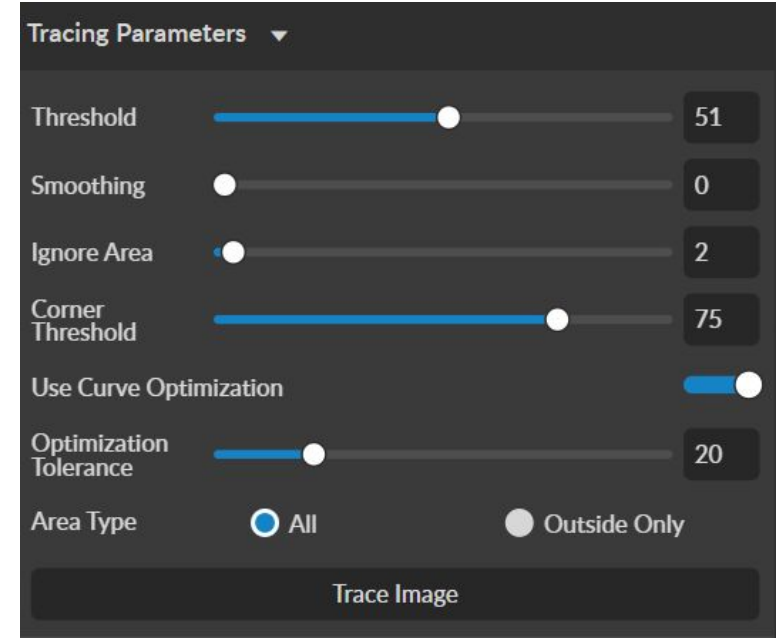 Tracing Parameters
Threshold 51
Smoothing 0
Ignore Area 2
Corner
Threshold 75
Use Curve Optimization
Optimization
Tolerance 20
Area Type All Outside Only
Trace Image